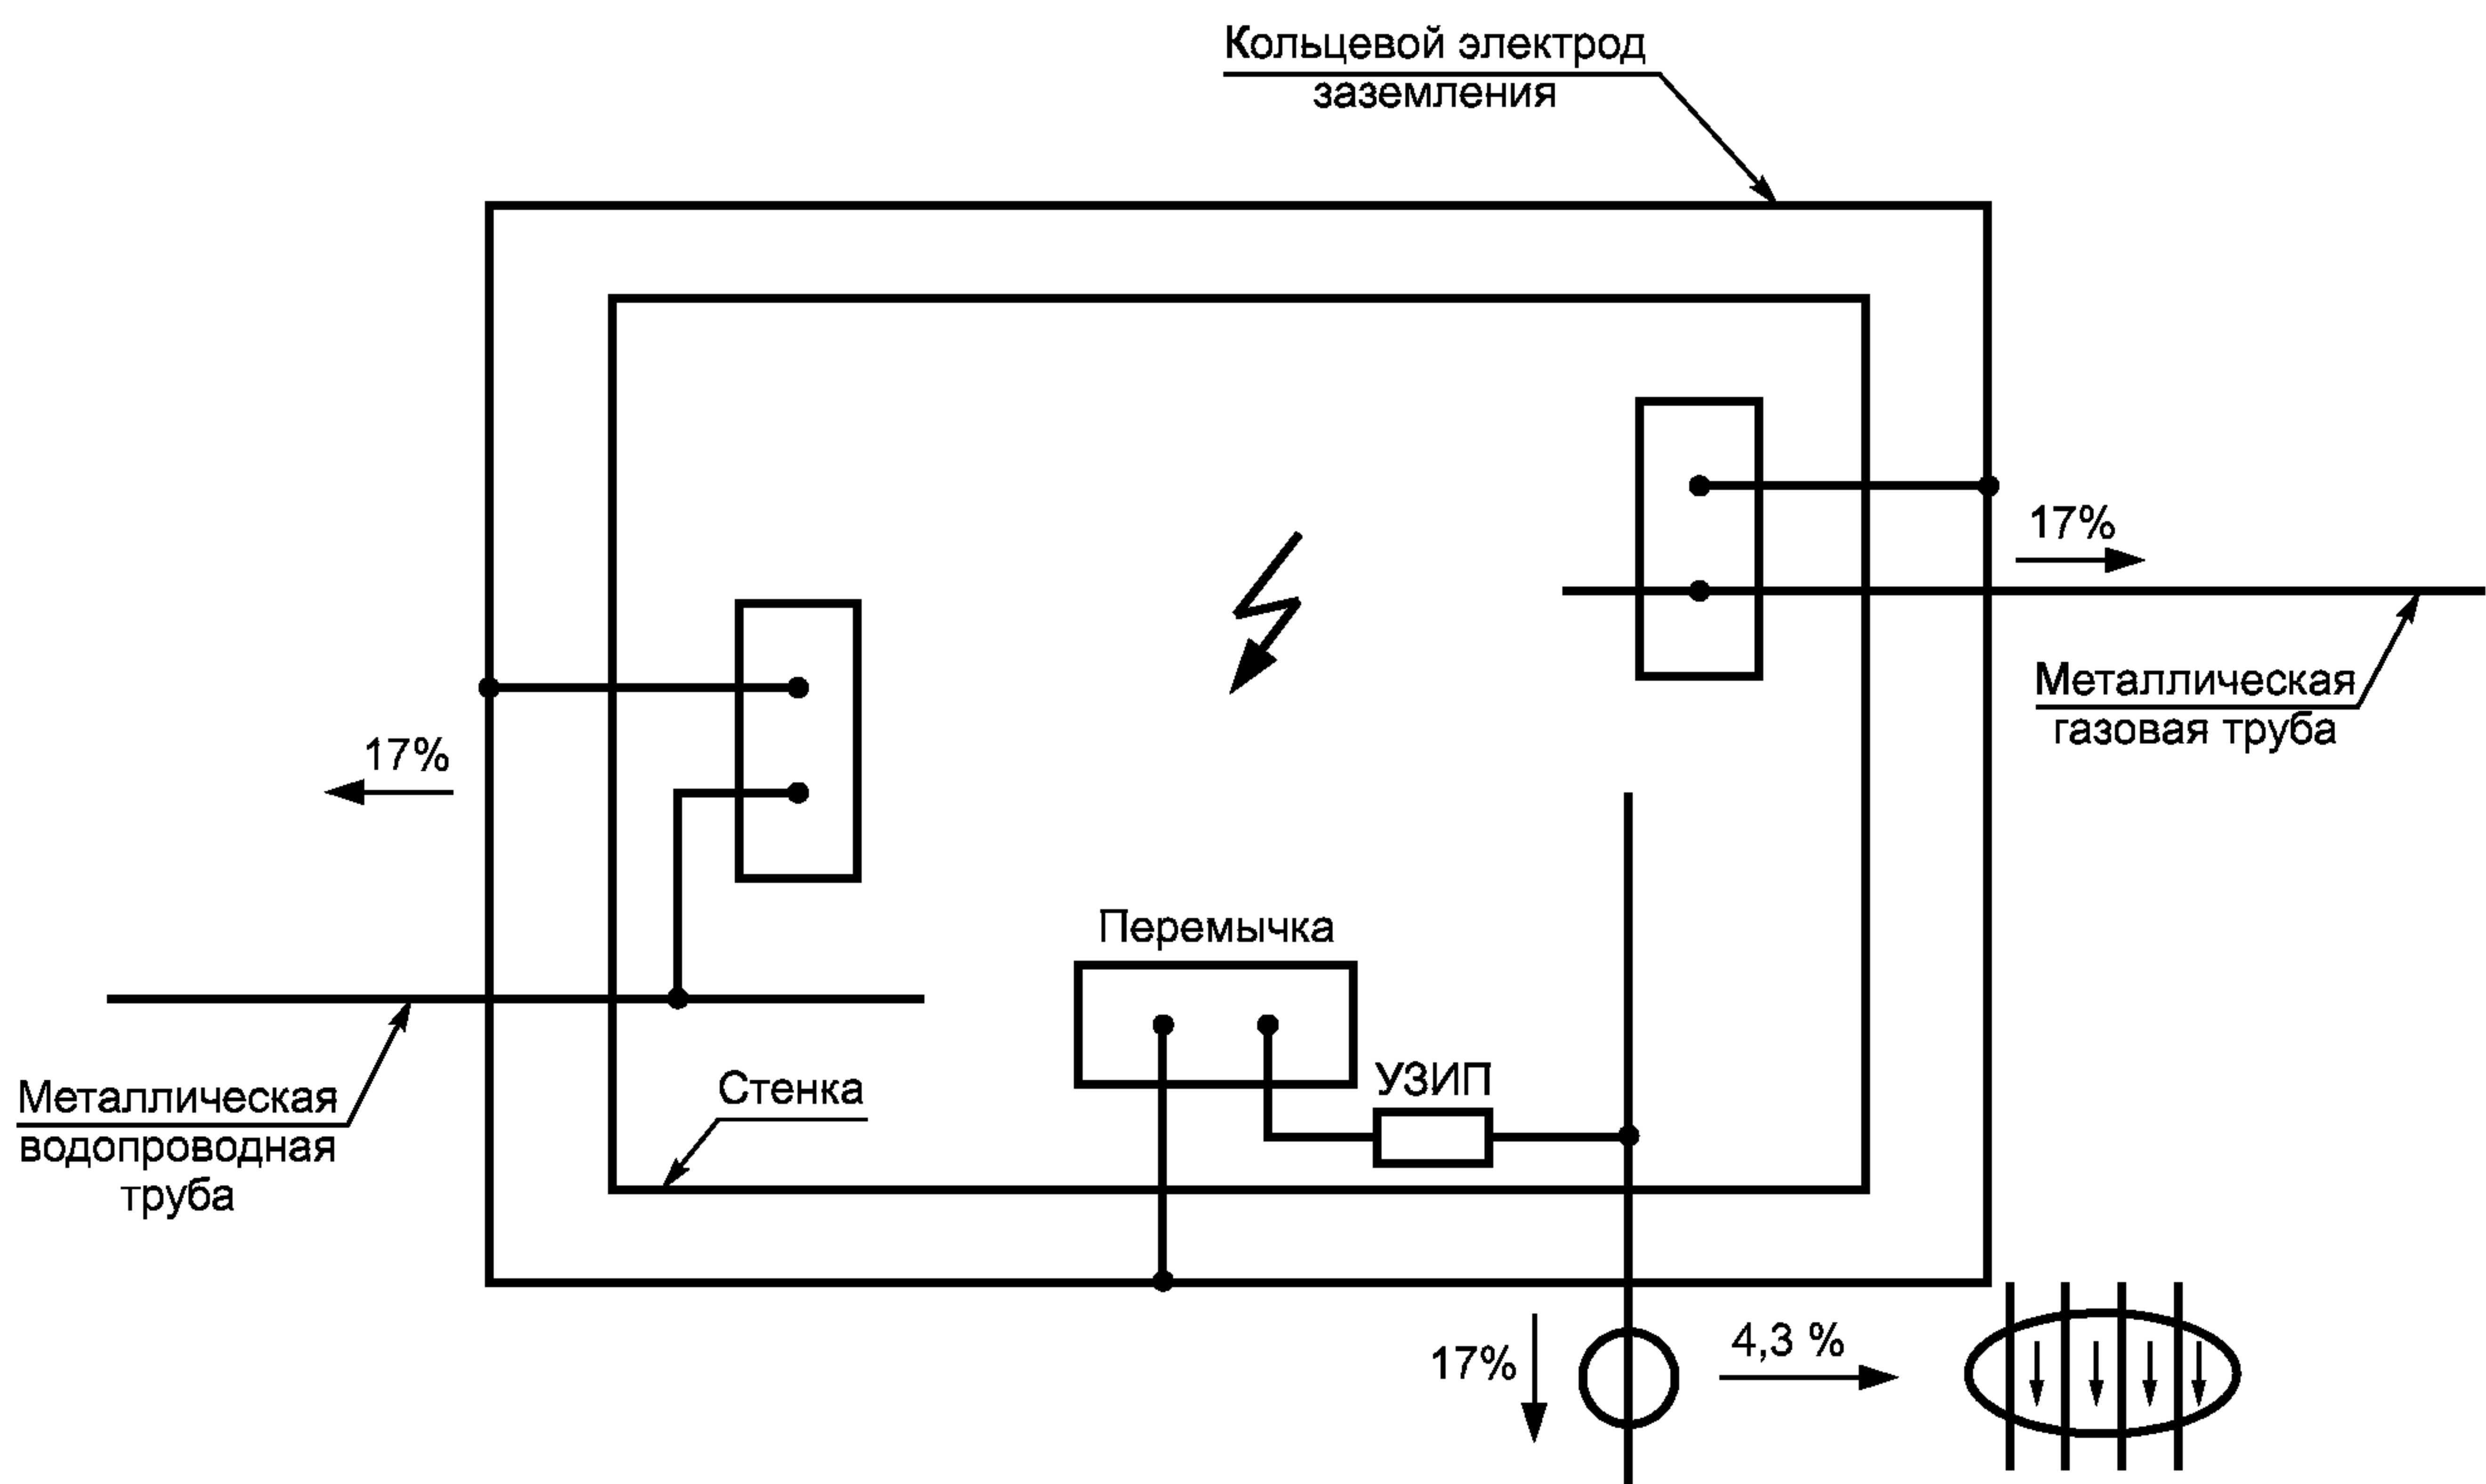 Кольцевой электрод
заземления
17%
Металлическая
газовая труба
17%
Перемычка
УЗИП
Стенка
Металлическая
водопроводная
труба
17%
4,3 %